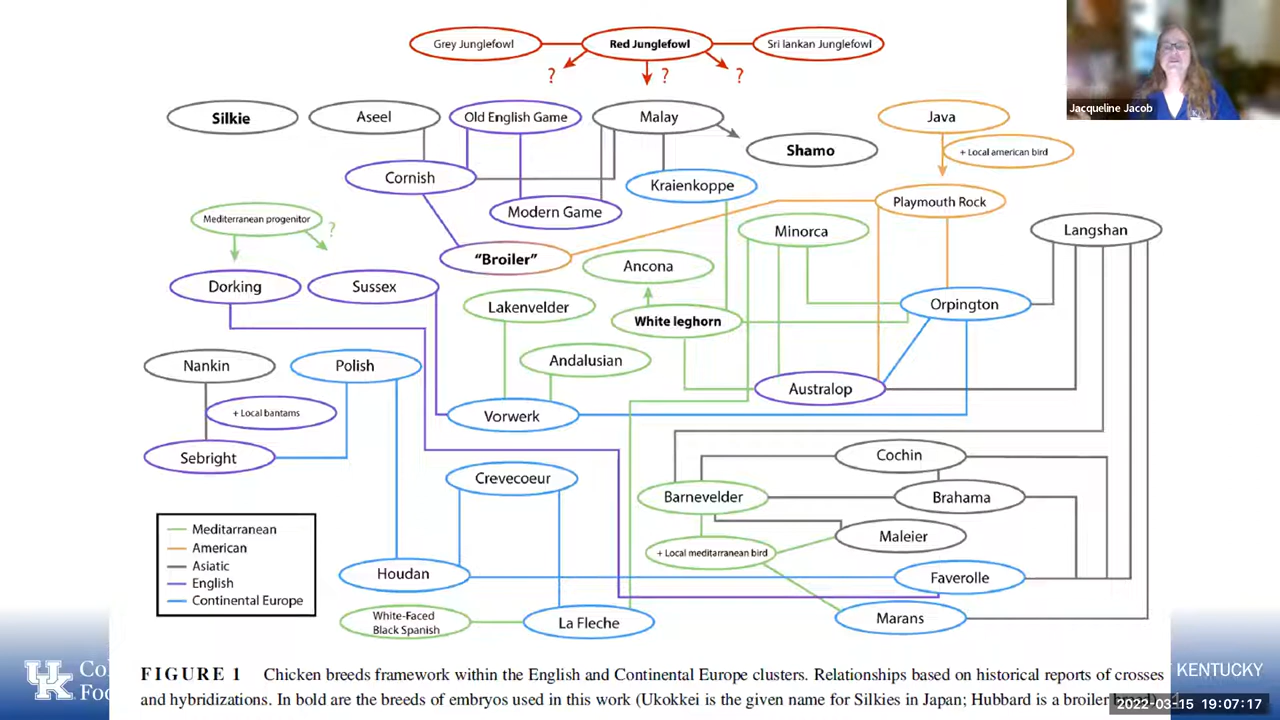 Grey Junglefowl
Red Junglefowl
Sri lankan Junglefowl
? ? ?
Jacqueline Jacob
Silkie
Aseel
Old English Game
Malay
Java
Shamo
+ Local american bird
Cornish
Kraienkoppe
Playmouth Rock
Modern Game
Mediterranean progenitor
?
Minorca
Langshan
"Broiler"
Ancona
Dorking
Sussex
Lakenvelder
White leghorn
Orpington
Nankin
Polish
Andalusian
Australop
+ Local bantams
Vorwerk
Sebright
Cochin
Crevecoeur
Barnevelder
Brahama
Maleier
+ Local meditarranean bird
Houdan
Faverolle
White-Faced
Black Spanish
La Fleche
Marans
Meditarranean
American
Asiatic
English
Continental Europe
FIGURE 1 Chicken breeds framework within the English and Continental Europe clusters. Relationships based on historical reports of crosses
and hybridizations. In bold are the breeds of embryos used in this work (Ukokkei is the given name for Silkies in Japan; Hubbard is a broiler
UK
KENTUCKY
2022-03-15 19:07:17